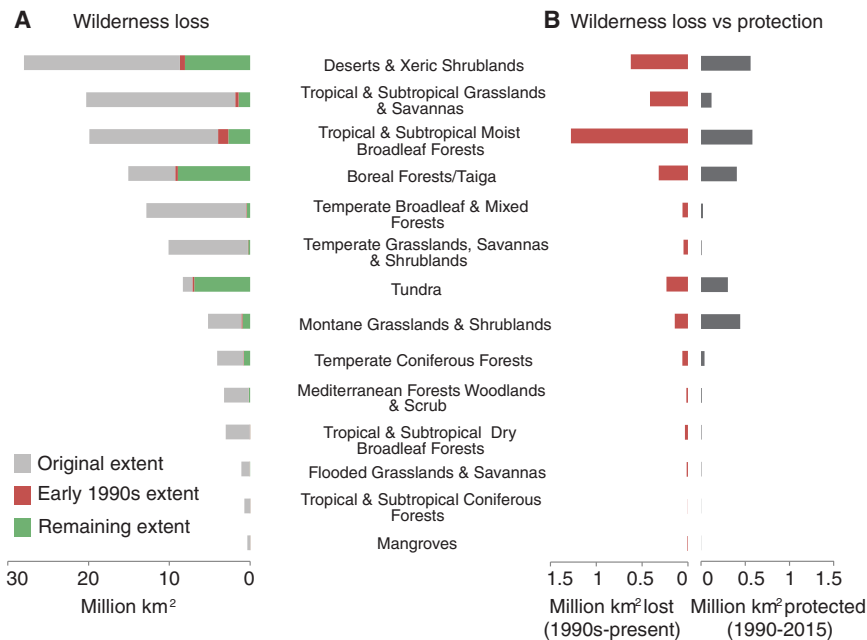 A Wilderness loss
B Wilderness loss vs protection
Deserts & Xeric Shrublands
Tropical & Subtropical Grasslands
& Savannas
Tropical & Subtropical Moist
Broadleaf Forests
Boreal Forests/Taiga
Temperate Broadleaf & Mixed
Forests
Temperate Grasslands, Savannas
& Shrublands
Tundra
Montane Grasslands & Shrublands
Temperate Coniferous Forests
Mediterranean Forests Woodlands
& Scrub
Tropical & Subtropical Dry
Broadleaf Forests
Flooded Grasslands & Savannas
Tropical & Subtropical Coniferous
Forests
Mangroves
Original extent
Early 1990s extent
Remaining extent
30 20 10 0
Million km²
1.5 1 0.5 0
Million km² lost
(1990s-present)
0 0.5 1 1.5
Million km² protected
(1990-2015)